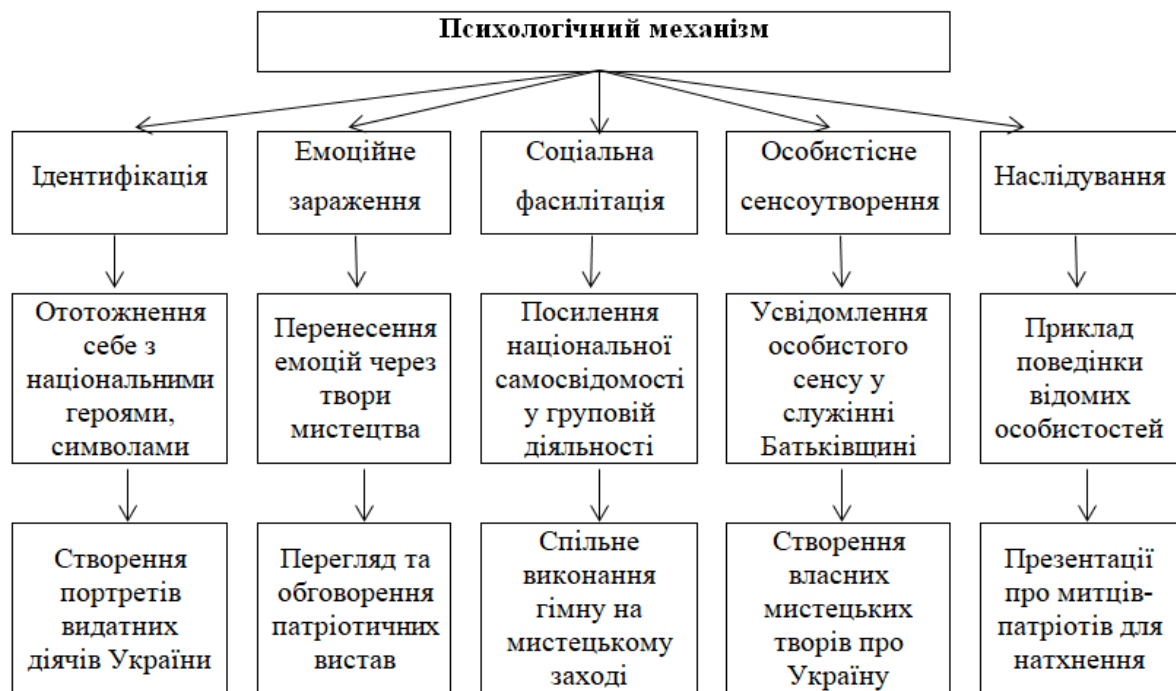 Психологічний механізм
Ідентифікація
Емоційне
зараження
Соціальна
фасилітація
Особистісне
сенсоутворення
Наслідування
Ототожнення
себе з
національними
героями,
символами
Перенесення
емоцій через
твори
мистецтва
Посилення
національної
самосвідомості
у груповій
діяльності
Усвідомлення
особистого
сенсу у
служінні
Батьківщині
Приклад
поведінки
відомих
особистостей
Створення
портретів
видатних
діячів України
Перегляд та
обговорення
патріотичних
вистав
Спільне
виконання
гімну на
мистецькому
заході
Створення
власних
мистецьких
творів про
Україну
Презентації
про митців-
патріотів для
натхнення